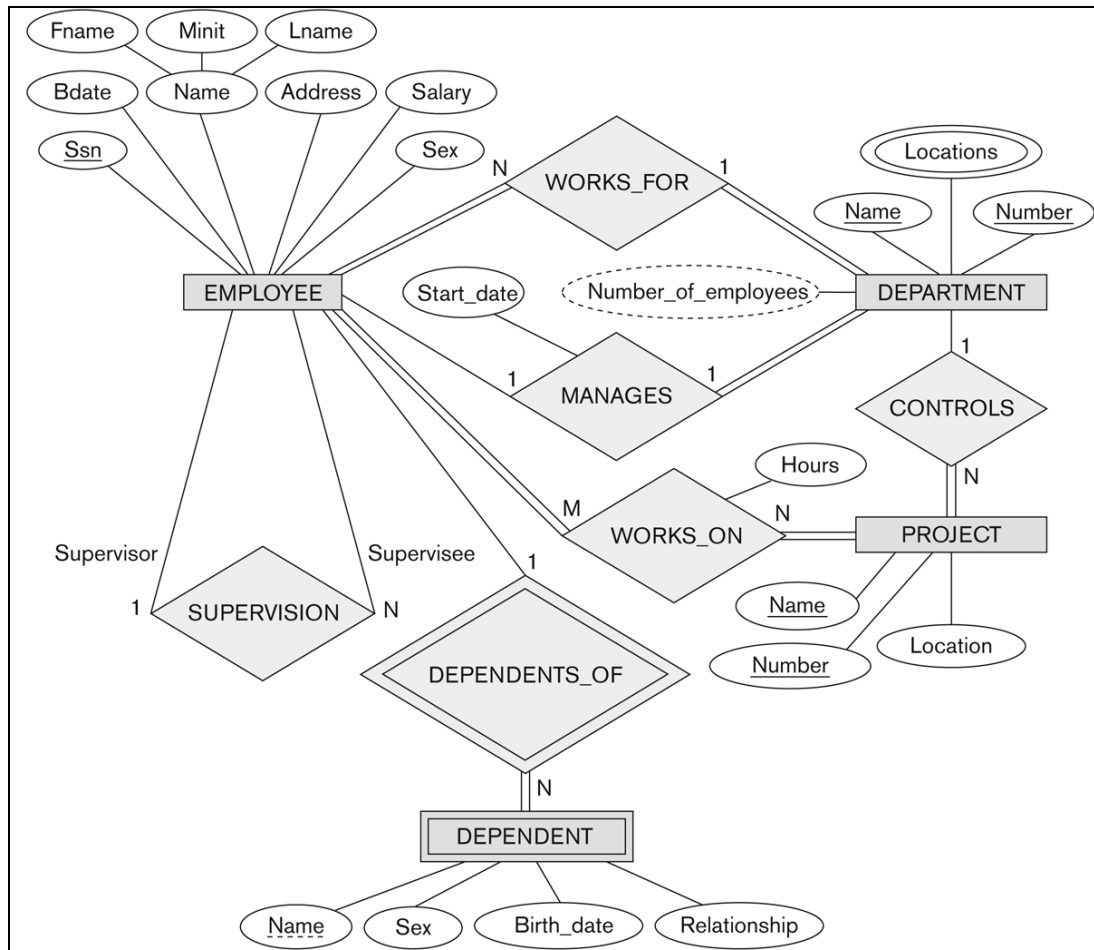 Fname
Minit
Lname
Bdate
Name
Address
Salary
Ssn
Sex
N
WORKS_FOR
1
Locations
Name
Number
EMPLOYEE
Start_date
Number_of_employees
DEPARTMENT
1
MANAGES
1
1
CONTROLS
N
Hours
M
WORKS_ON
N
PROJECT
Supervisor
Supervisee
1
SUPERVISION
N
1
Name
Number
Location
DEPENDENTS_OF
N
DEPENDENT
Name
Sex
Birth_date
Relationship